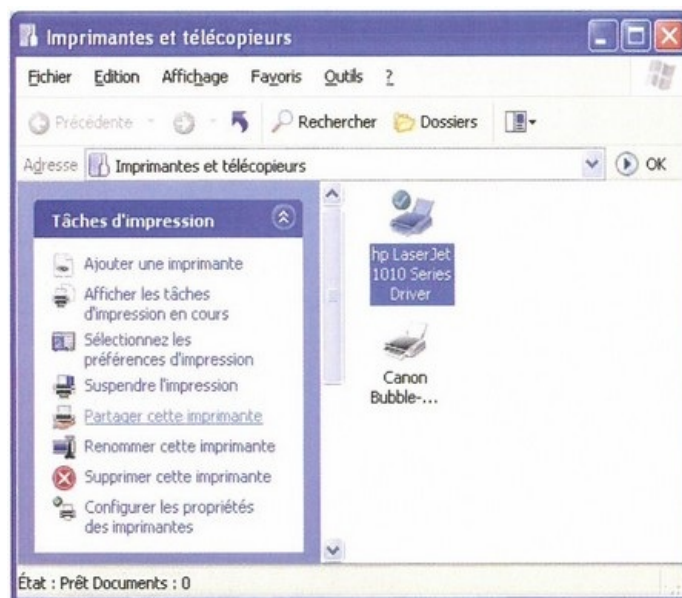 Imprimantes et télécopieurs
Fichier Edition Affichage Favoris Outils ?
Précédente Rechercher Dossiers
Adresse Imprimantes et télécopieurs OK
Tâches d'impression
Ajouter une imprimante
Afficher les tâches
d'impression en cours
Sélectionnez les
préférences d'impression
Suspendre l'impression
Partager cette imprimante
Renommer cette imprimante
Supprimer cette imprimante
Configurer les propriétés
des imprimantes
hp LaserJet
1010 Series
Driver
Canon
Bubble-...
État : Prêt Documents : 0